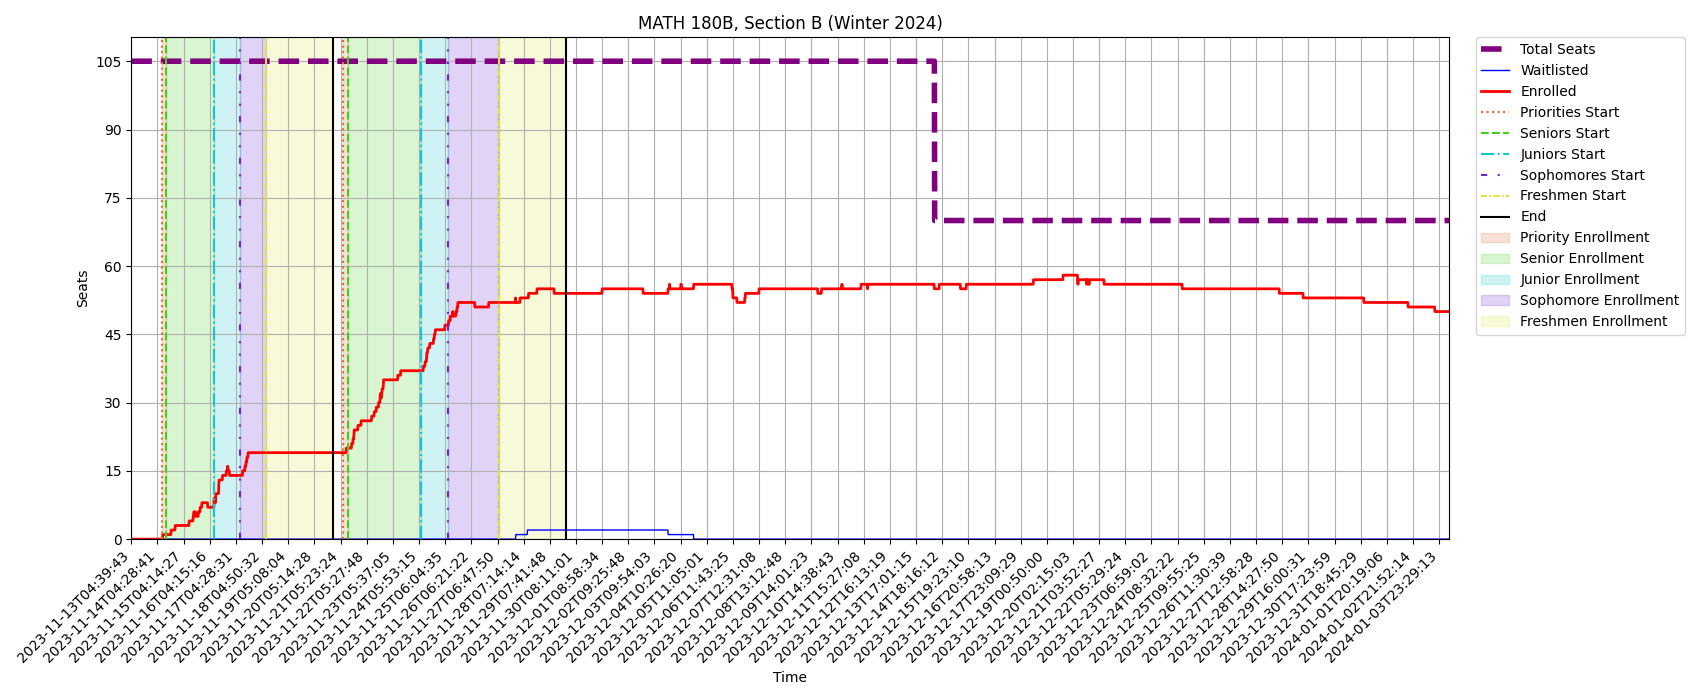 MATH 180B, Section B (Winter 2024)
Seats
105
90
75
60
45
30
15
0
2023-11-13T04:39:43
2023-11-14T04:28:41
2023-11-15T04:14:27
2023-11-16T04:15:16
2023-11-17T04:28:31
2023-11-18T04:50:32
2023-11-19T05:08:04
2023-11-20T05:14:28
2023-11-21T05:23:24
2023-11-22T05:27:48
2023-11-23T05:37:05
2023-11-24T05:53:15
2023-11-26T06:04:35
2023-11-26T06:21:22
2023-11-27T06:47:50
2023-11-28T07:14:14
2023-11-29T07:41:48
2023-11-30T08:11:01
2023-12-01T08:58:34
2023-12-02T09:25:48
2023-12-03T09:54:03
2023-12-04T10:26:20
2023-12-05T11:05:01
2023-12-06T11:43:25
2023-12-07T12:31:08
2023-12-08T13:12:48
2023-12-09T14:01:23
2023-12-10T14:38:43
2023-12-11T15:27:08
2023-12-12T16:13:19
2023-12-13T17:01:15
2023-12-14T18:16:12
2023-12-15T19:23:10
2023-12-16T20:58:13
2023-12-17T23:09:29
2023-12-19T00:50:00
2023-12-20T02:15:03
2023-12-21T03:52:27
2023-12-22T05:29:24
2023-12-23T06:59:02
2023-12-24T08:32:22
2023-12-25T09:55:25
2023-12-26T11:30:39
2023-12-27T12:58:28
2023-12-28T14:27:50
2023-12-29T16:00:31
2023-12-30T17:23:59
2023-12-31T18:45:29
2024-01-01T20:19:06
2024-01-02T21:52:14
2024-01-03T23:29:13
Time
Total Seats
Waitlisted
Enrolled
Priorities Start
Seniors Start
Juniors Start
Sophomores Start
Freshmen Start
End
Priority Enrollment
Senior Enrollment
Junior Enrollment
Sophomore Enrollment
Freshmen Enrollment